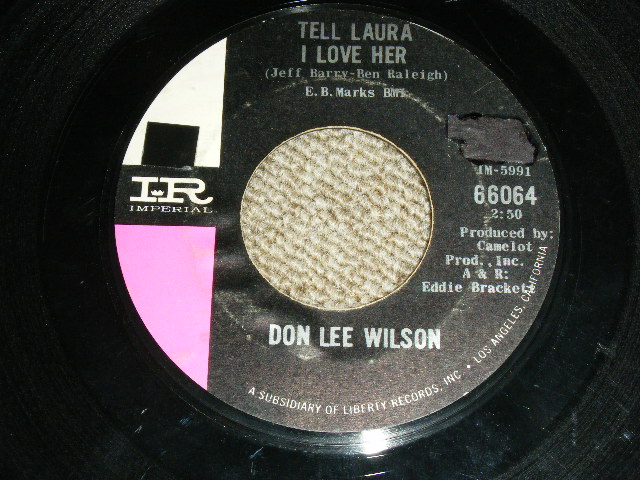 TELL LAURA
I LOVE HER
(Jeff Barry-Ben Raleigh)
E.B. Marks BMI
IM-5991
66064
2:50
Produced by:
Camelot
Prod., Inc.
A & R:
Eddie Brackett
IR
IMPERIAL
DON LEE WILSON
A SUBSIDIARY OF LIBERTY RECORDS, INC • LOS ANGELES, CALIFORNIA